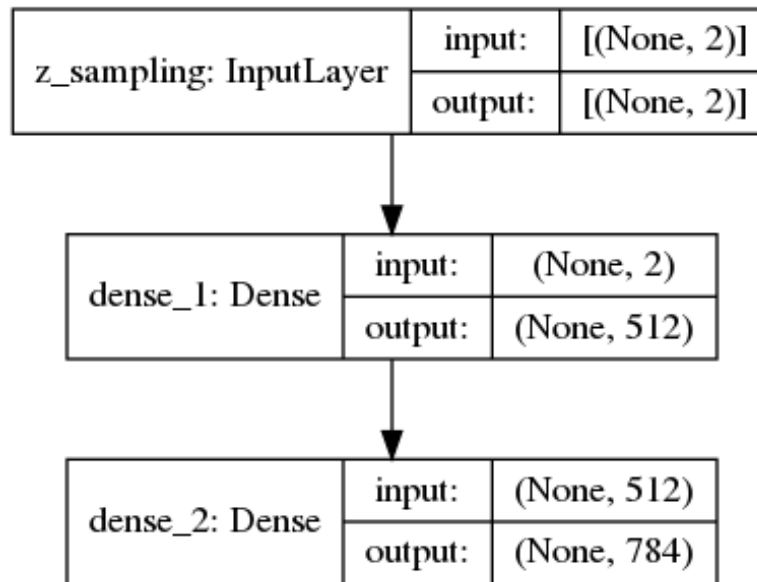 z_sampling: InputLayer
input: [(None, 2)]
output: [(None, 2)]
dense_1: Dense
input: (None, 2)
output: (None, 512)
dense_2: Dense
input: (None, 512)
output: (None, 784)